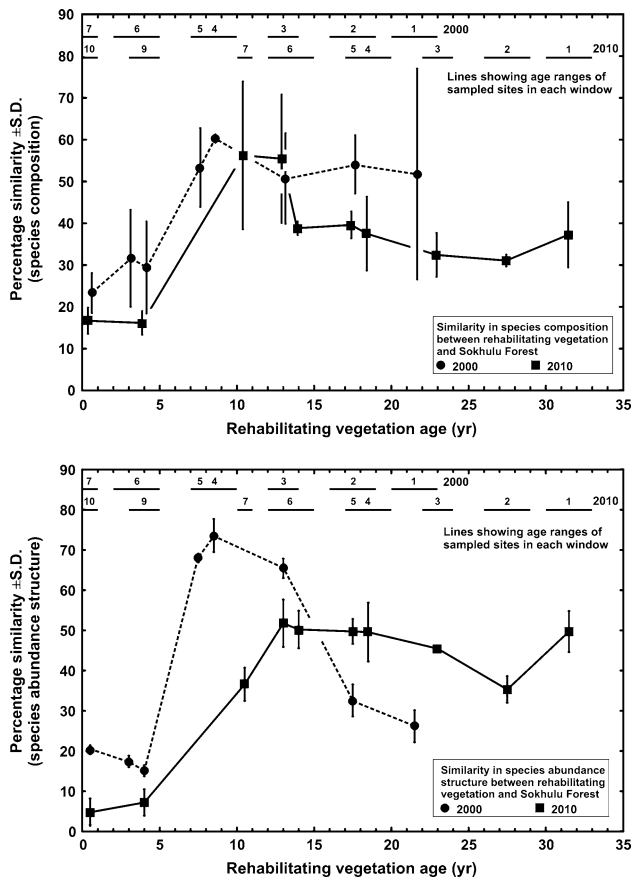 90
80
70
60
50
40
30
20
10
0
Percentage similarity ±S.D.
(species composition)
7 6 5 4 3 2 1 2000
10 9 7 6 5 4 3 2 1 2010
Lines showing age ranges of
sampled sites in each window
Similarity in species composition
between rehabilitating vegetation
and Sokhulu Forest
2000 2010
0 5 10 15 20 25 30 35
Rehabilitating vegetation age (yr)
90
80
70
60
50
40
30
20
10
0
Percentage similarity ±S.D.
(species abundance structure)
7 6 5 4 3 2 1 2000
10 9 7 6 5 4 3 2 1 2010
Lines showing age ranges of
sampled sites in each window
Similarity in species abundance
structure between rehabilitating
vegetation and Sokhulu Forest
2000 2010
0 5 10 15 20 25 30 35
Rehabilitating vegetation age (yr)